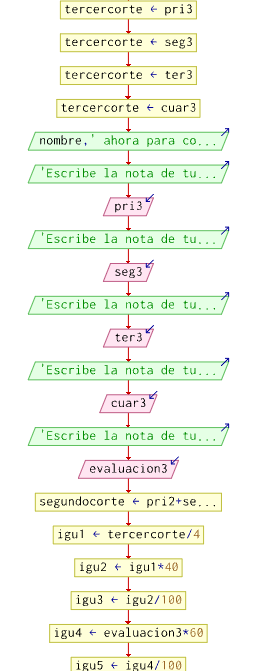 tercercorte ← pri3
tercercorte ← seg3
tercercorte ← ter3
tercercorte ← cuar3
nombre,' ahora para co...
'Escribe la nota de tu...
pri3
'Escribe la nota de tu...
seg3
'Escribe la nota de tu...
ter3
'Escribe la nota de tu...
cuar3
'Escribe la nota de tu...
evaluacion3
segundocorte ← pri2+se...
igu1 ← tercercorte/4
igu2 ← igu1*40
igu3 ← igu2/100
igu4 ← evaluacion3*60
igu5 ← igu4/100